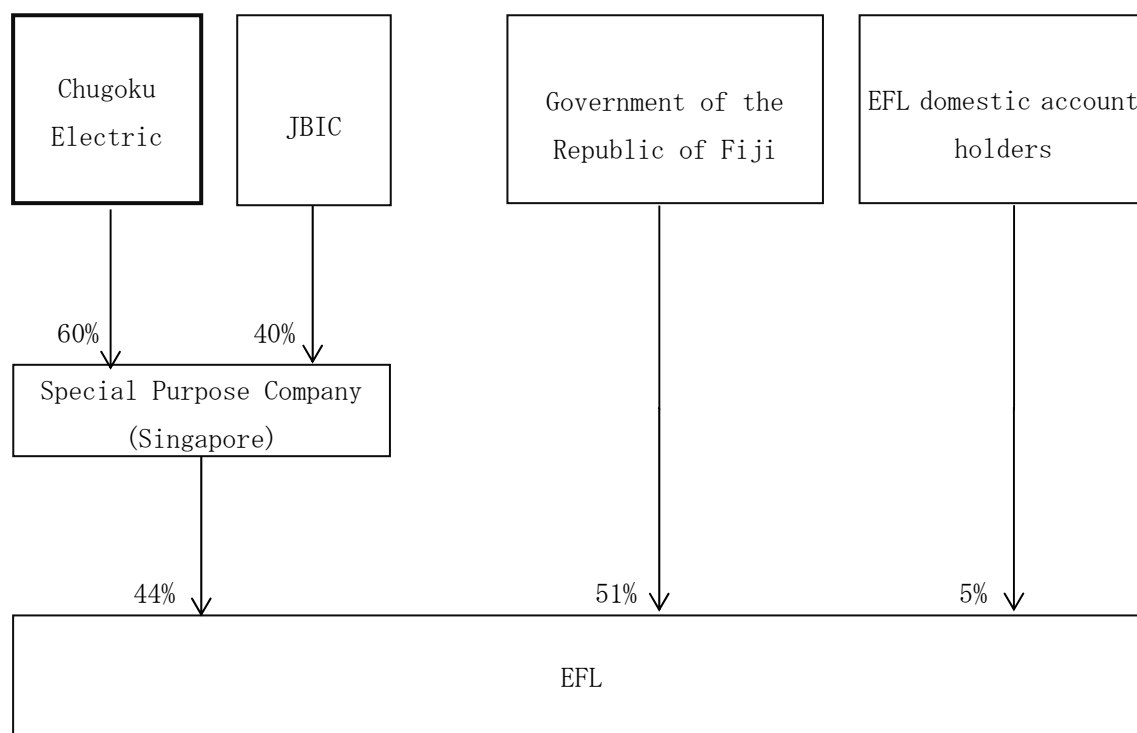 Chugoku
Electric
JBIC
Government of the
Republic of Fiji
EFL domestic account
holders
60%
40%
Special Purpose Company
(Singapore)
44%
51%
5%
EFL